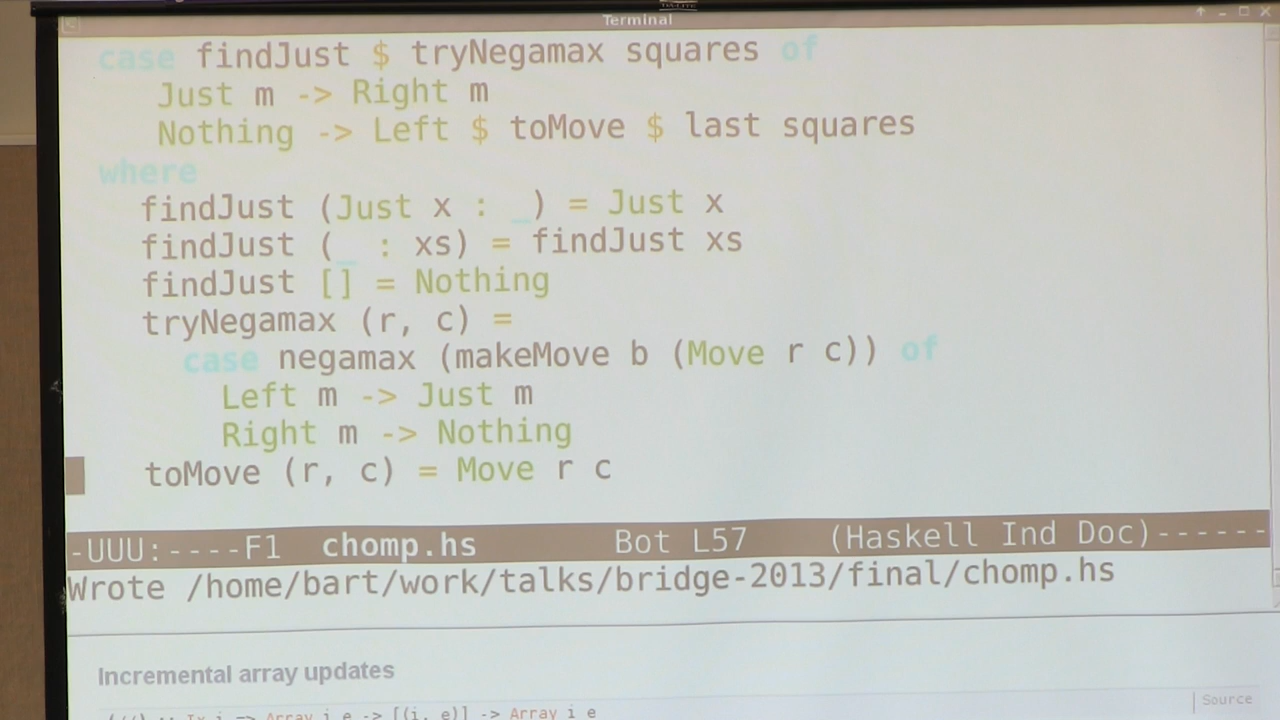 Terminal
case findJust $ tryNegamax squares of
Just m -> Right m
Nothing -> Left $ toMove $ last squares
where
findJust (Just x : _) = Just x
findJust (_ : xs) = findJust xs
findJust [] = Nothing
tryNegamax (r, c) =
case negamax (makeMove b (Move r c)) of
Left m -> Just m
Right m -> Nothing
toMove (r, c) = Move r c
-UUU:----F1 chomp.hs Bot L57 (Haskell Ind Doc)------
Wrote /home/bart/work/talks/bridge-2013/final/chomp.hs
Incremental array updates
(//) :: Ix i => Array i e -> [(i, e)] -> Array i e
Source